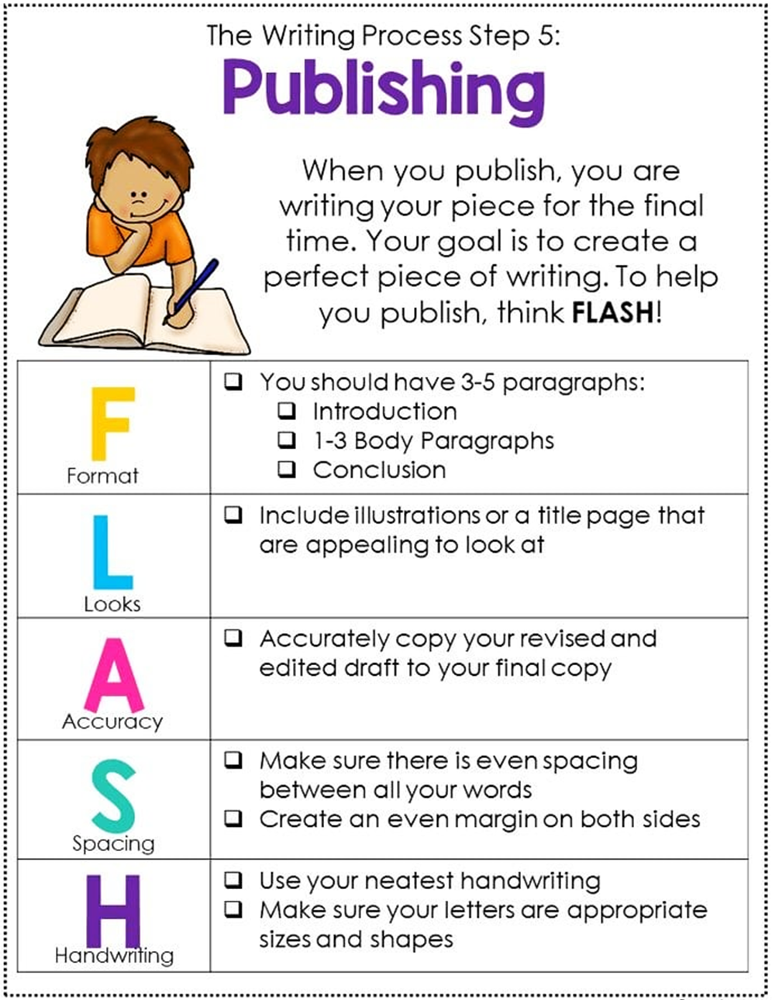 The Writing Process Step 5:
Publishing
When you publish, you are
writing your piece for the final
time. Your goal is to create a
perfect piece of writing. To help
you publish, think FLASH!
F
Format
You should have 3-5 paragraphs:
Introduction
1-3 Body Paragraphs
Conclusion
L
Looks
Include illustrations or a title page that
are appealing to look at
A
Accuracy
Accurately copy your revised and
edited draft to your final copy
S
Spacing
Make sure there is even spacing
between all your words
Create an even margin on both sides
H
Handwriting
Use your neatest handwriting
Make sure your letters are appropriate
sizes and shapes